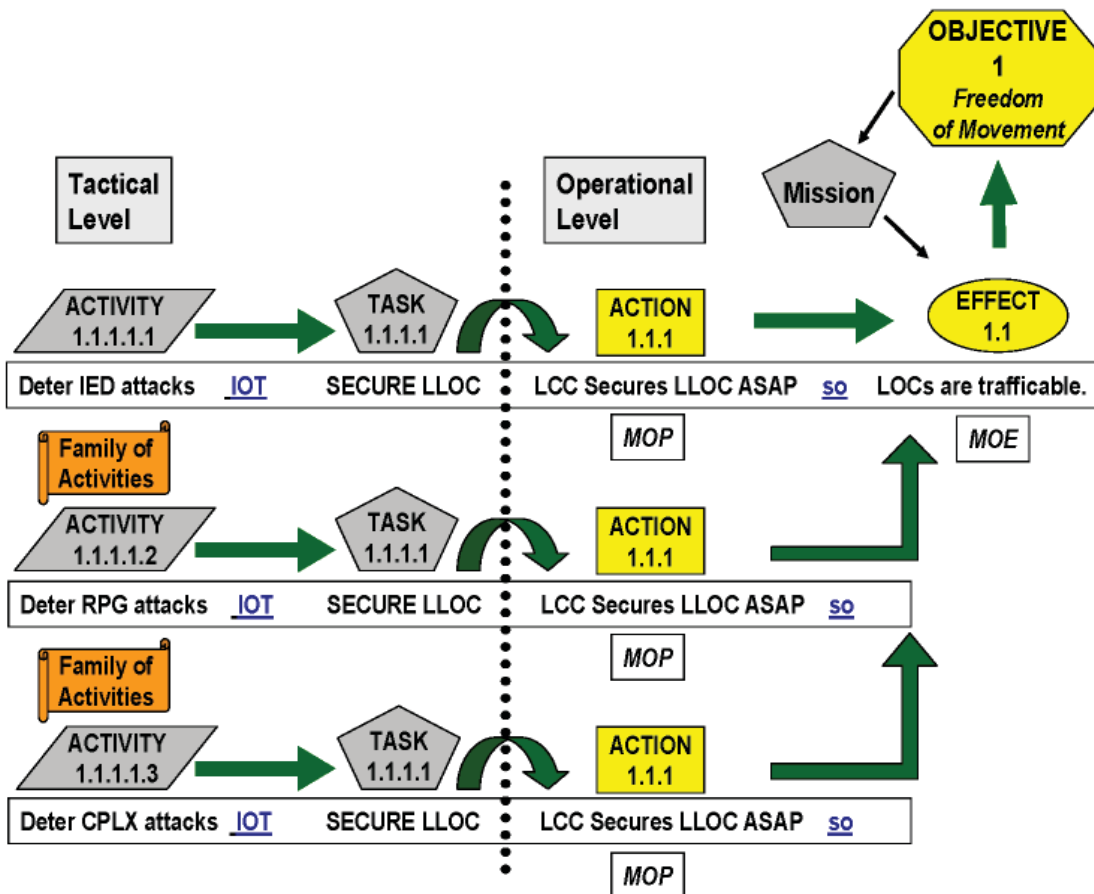 OBJECTIVE
1
Freedom
of Movement
Tactical
Level
Operational
Level
Mission
ACTIVITY
1.1.1.1.1
TASK
1.1.1.1
ACTION
1.1.1
EFFECT
1.1
Deter IED attacks IOT SECURE LLOC LCC Secures LLOC ASAP so LOCs are trafficable.
MOP
MOE
Family of
Activities
ACTIVITY
1.1.1.1.2
TASK
1.1.1.1
ACTION
1.1.1
Deter RPG attacks IOT SECURE LLOC LCC Secures LLOC ASAP so
MOP
Family of
Activities
ACTIVITY
1.1.1.1.3
TASK
1.1.1.1
ACTION
1.1.1
Deter CPLX attacks IOT SECURE LLOC LCC Secures LLOC ASAP so
MOP